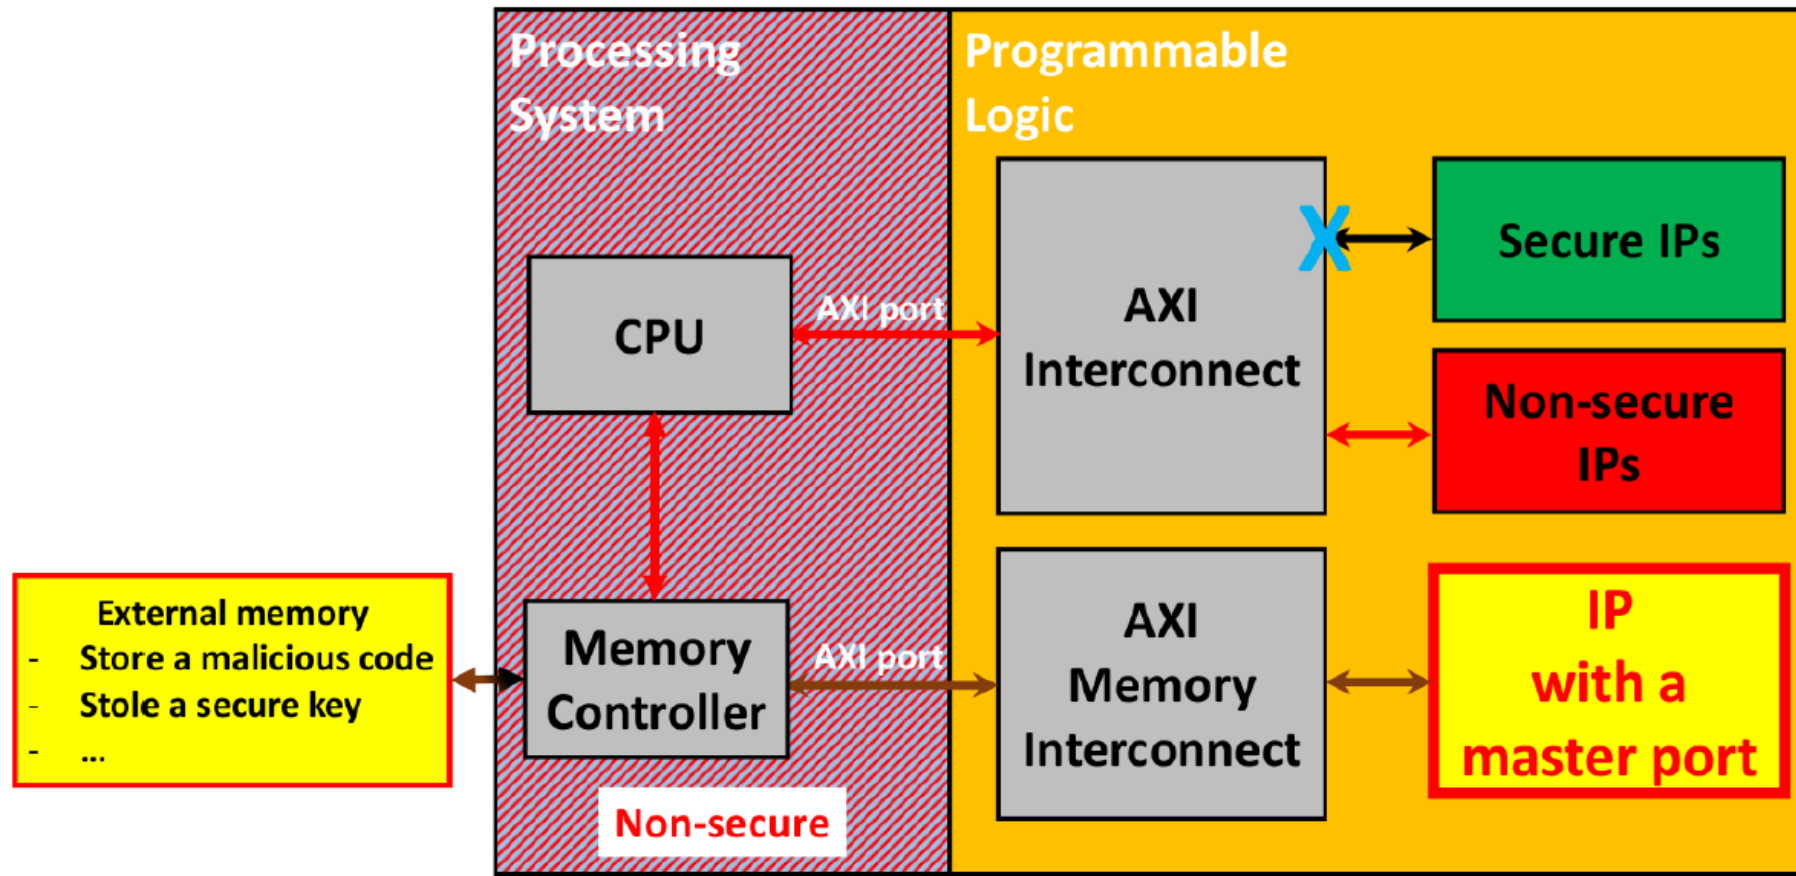 Processing
System
Programmable
Logic
CPU
AXI port
AXI
Interconnect
X
Secure IPs
Non-secure
IPs
External memory
- Store a malicious code
- Stole a secure key
- ...
Memory
Controller
AXI port
AXI
Memory
Interconnect
IP
with a
master port
Non-secure